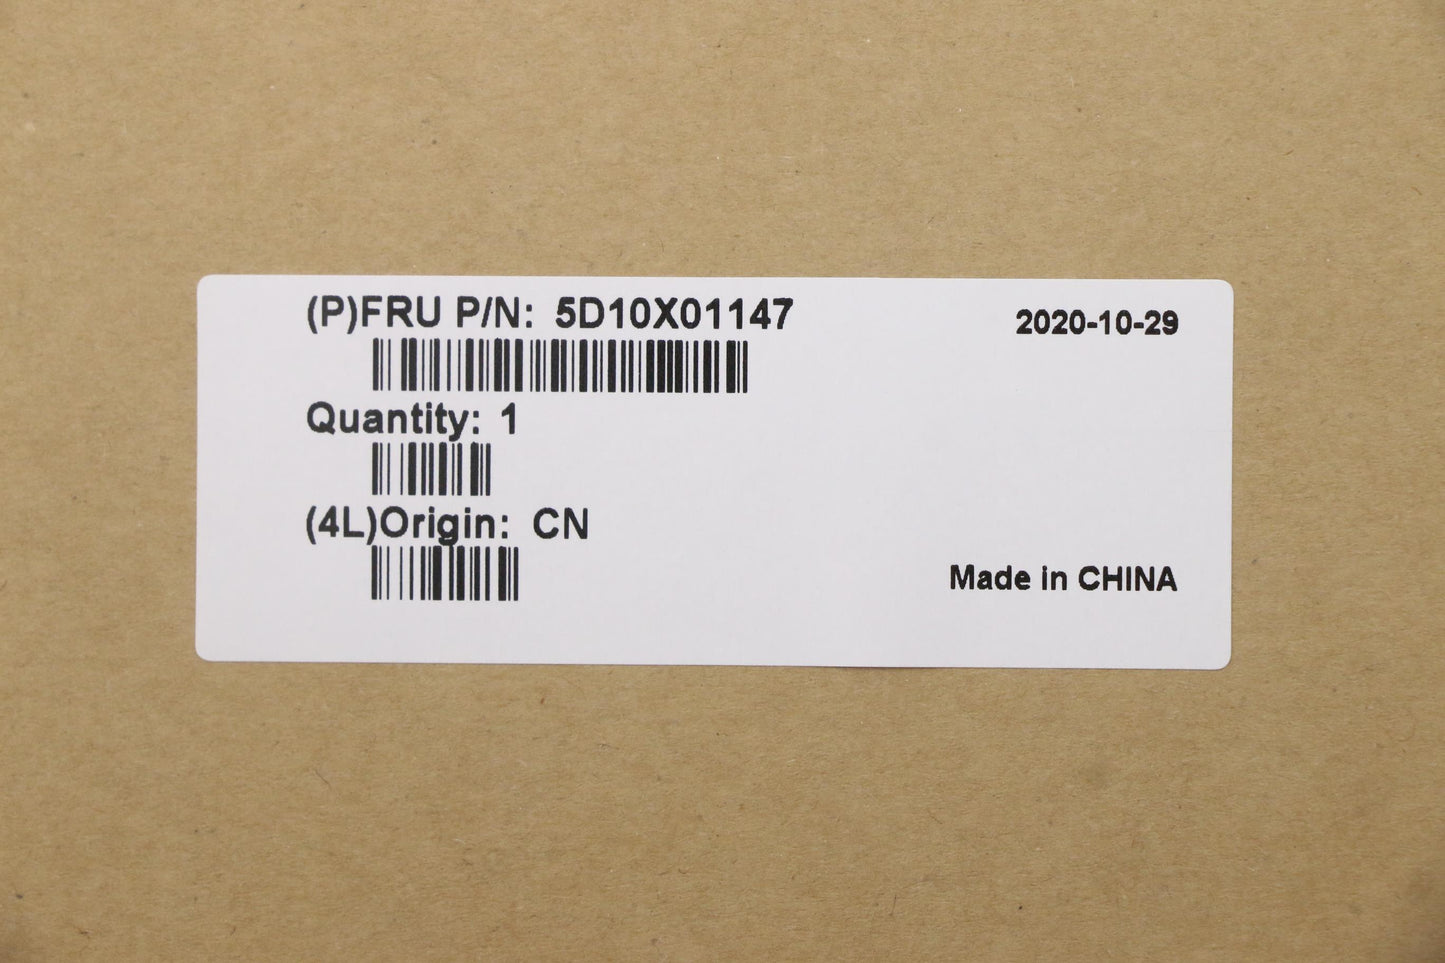 (P)FRU P/N: 5D10X01147
2020-10-29
Quantity: 1
(4L)Origin: CN
Made in CHINA